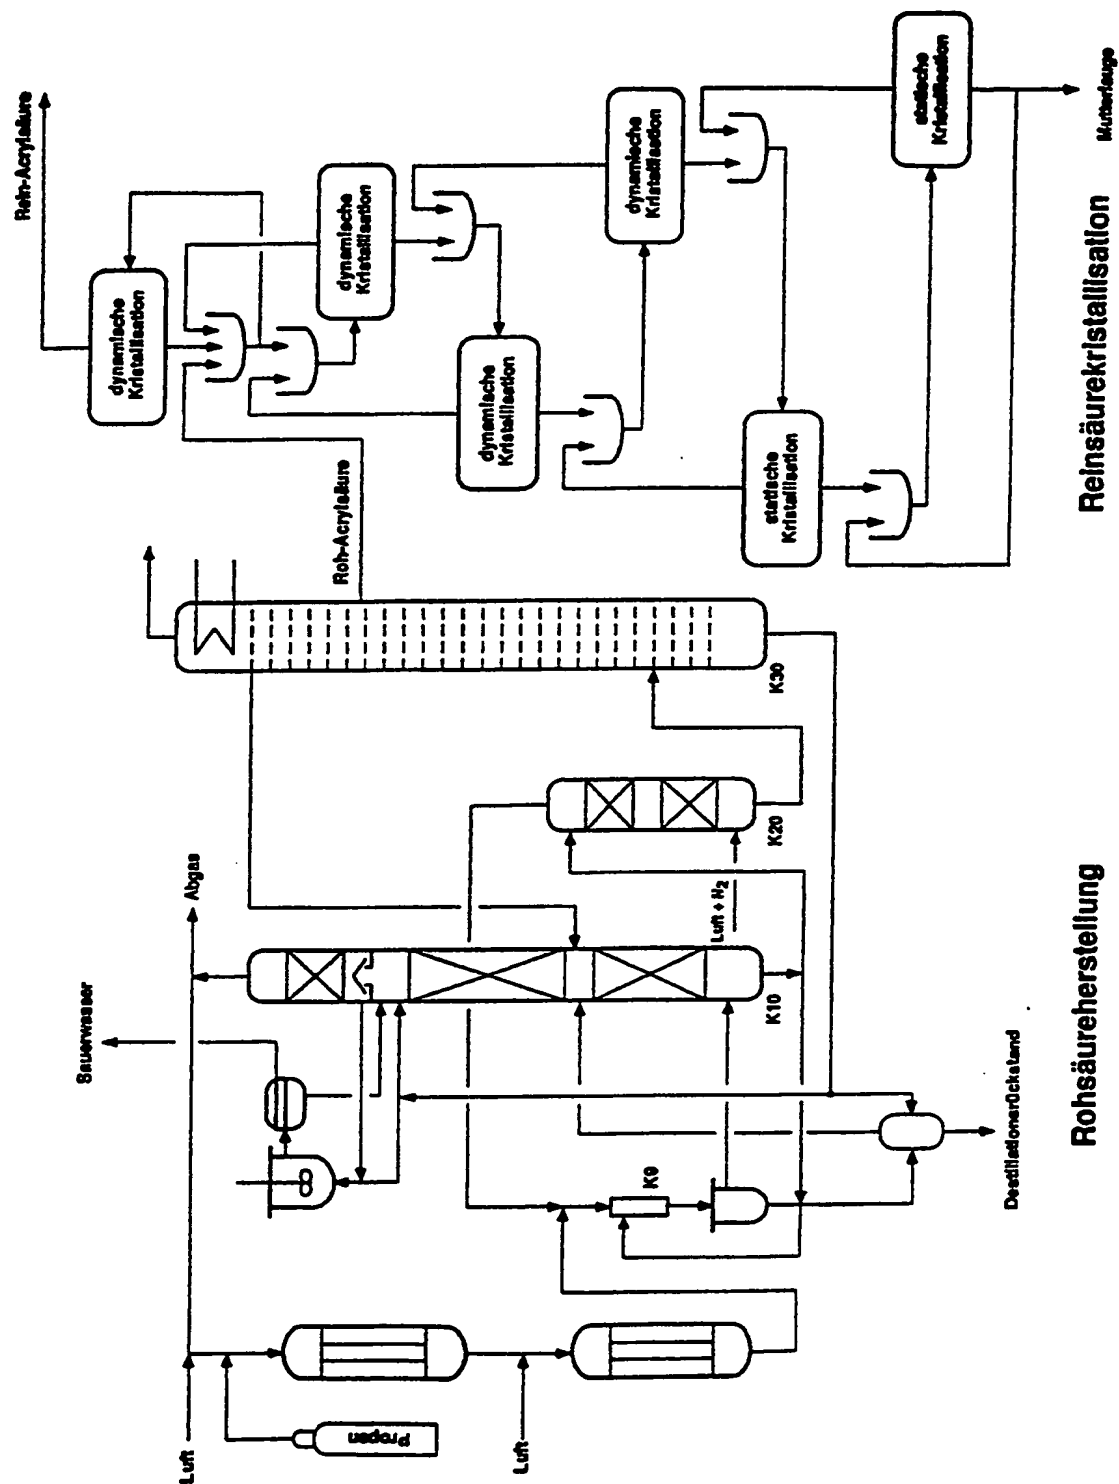 Luft
Propan
Luft
Abgas
Sauerwasser
K9
K10
Luft + N2
K20
K30
Destillationsrückstand
Rohsäureherstellung
Roh-Acrylsäure
Rein-Acrylsäure
dynamische
Kristallisation
dynamische
Kristallisation
dynamische
Kristallisation
dynamische
Kristallisation
statische
Kristallisation
statische
Kristallisation
Mutterlauge
Reinsäurekristallisation